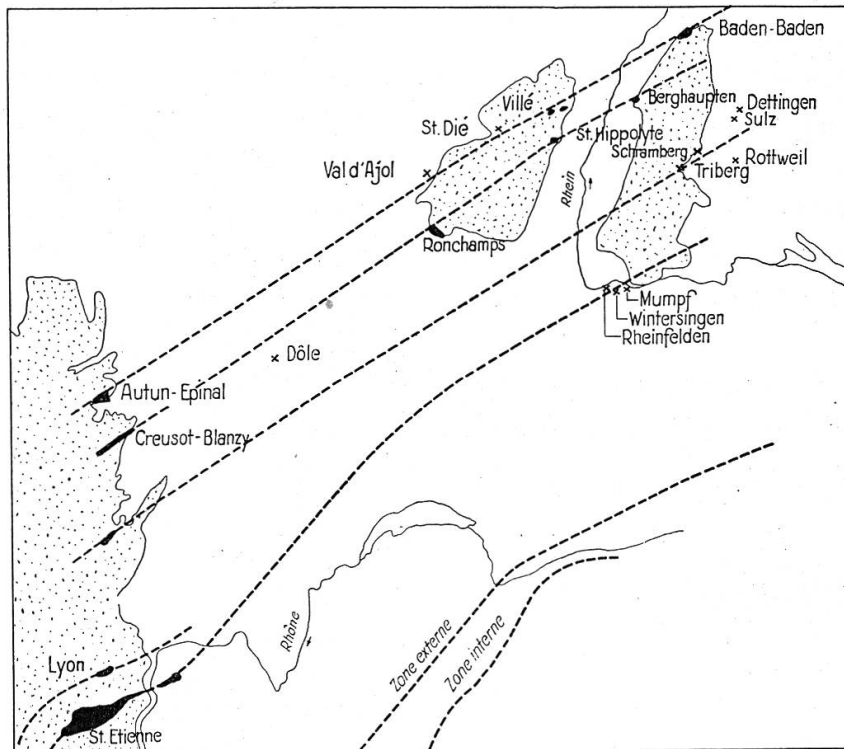 Baden-Baden
Villé
Berghaupten
Dettingen
St. Dié
Sulz
St. Hippolyte
Schramberg
Val d'Ajol
Rottweil
Triberg
Rhein
Ronchamps
Mumpf
Wintersingen
Rheinfelden
Dôle
Autun-Epinal
Creusot-Blanzy
Rhône
Zone externe
Zone interne
Lyon
St. Etienne